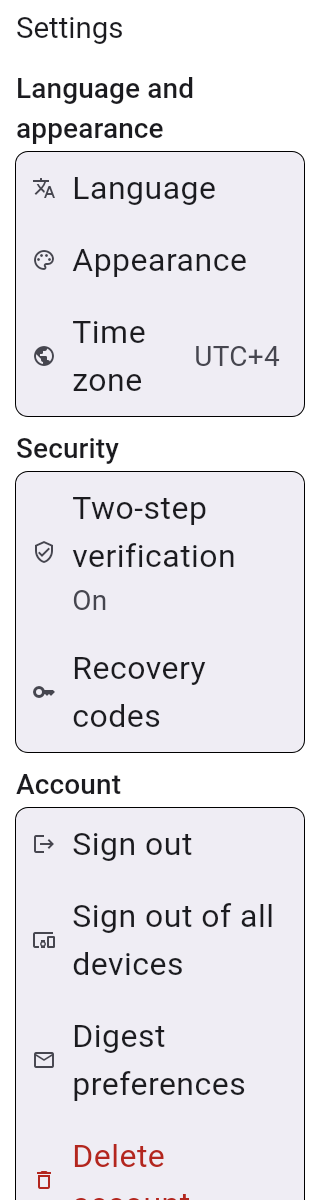 Settings
Language and
appearance
Language
Appearance
Time
zone
UTC+4
Security
Two-step
verification
On
Recovery
codes
Account
Sign out
Sign out of all
devices
Digest
preferences
Delete
account